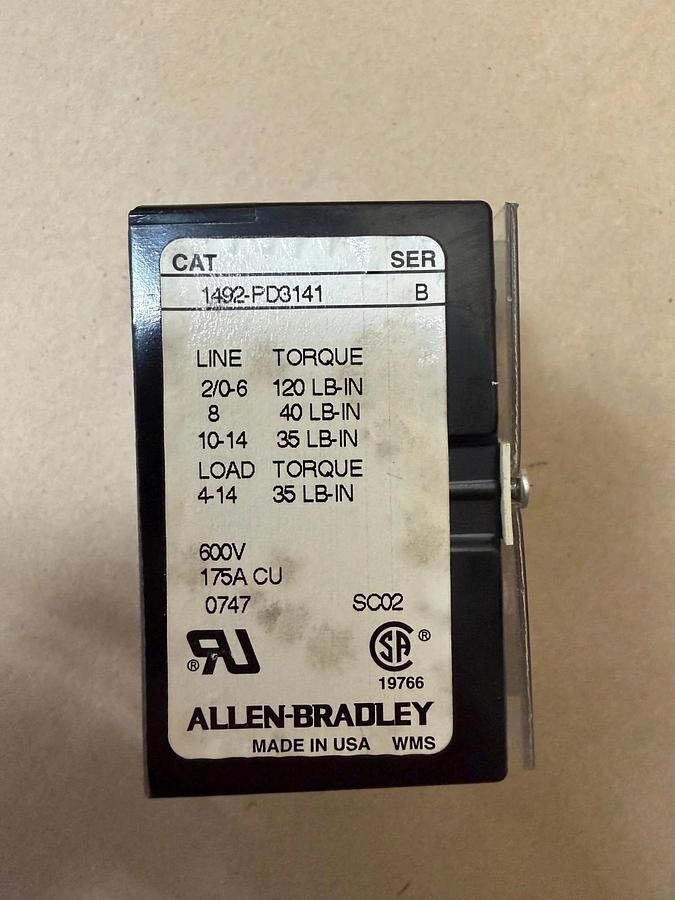 CAT SER
1492-PD3141 B
LINE TORQUE
2/0-6 120 LB-IN
8 40 LB-IN
10-14 35 LB-IN
LOAD TORQUE
4-14 35 LB-IN
600V
175A CU
0747 SC02
® RU SA ®
19766
ALLEN-BRADLEY
MADE IN USA WMS